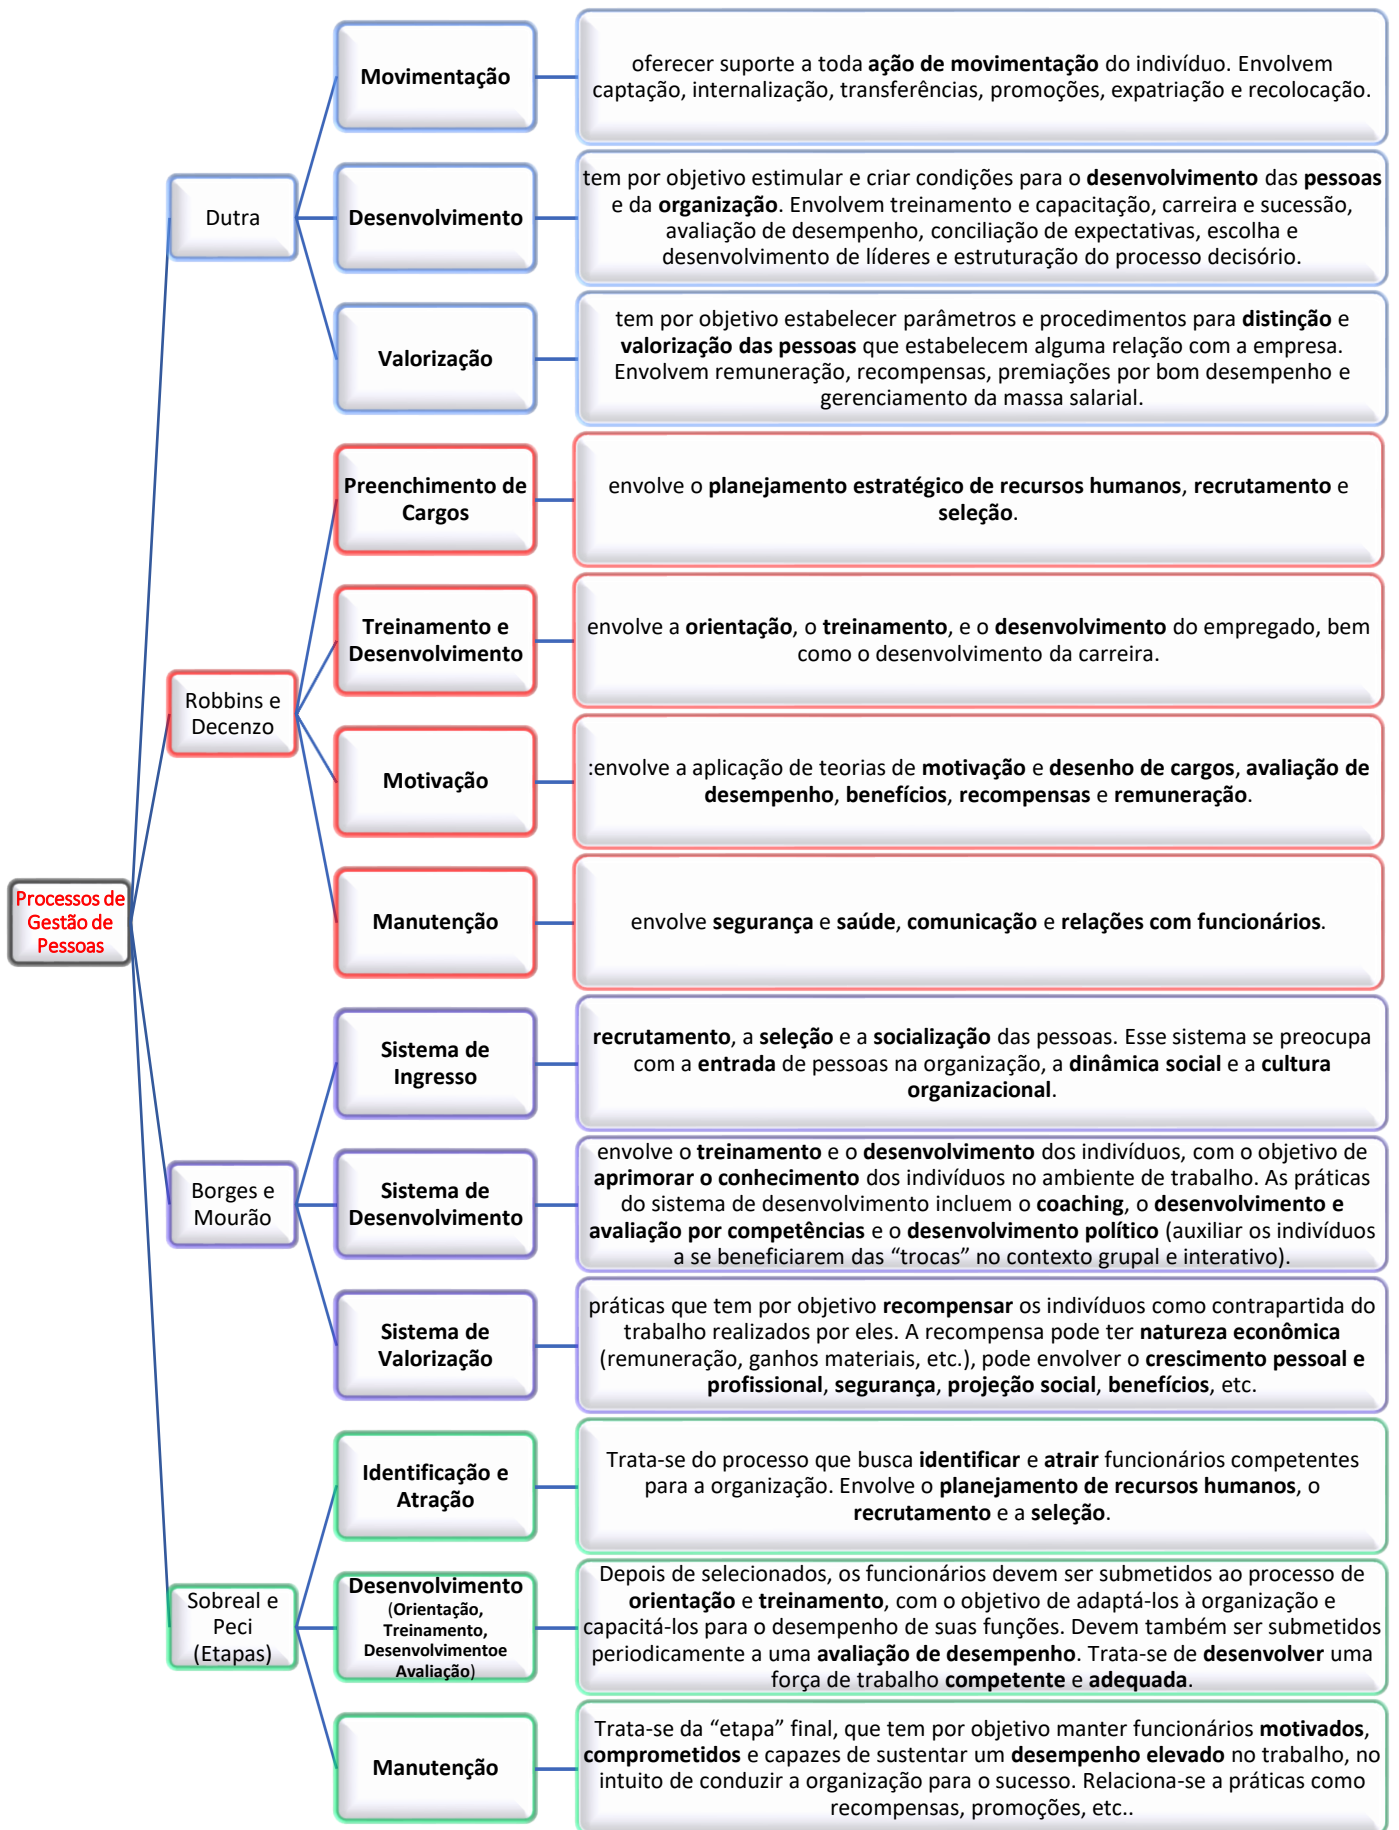 Processos de
Gestão de
Pessoas
Dutra
Movimentação
oferecer suporte a toda ação de movimentação do indivíduo. Envolvem
captação, internalização, transferências, promoções, expatriação e recolocação.
Desenvolvimento
tem por objetivo estimular e criar condições para o desenvolvimento das pessoas
e da organização. Envolvem treinamento e capacitação, carreira e sucessão,
avaliação de desempenho, conciliação de expectativas, escolha e
desenvolvimento de líderes e estruturação do processo decisório.
Valorização
tem por objetivo estabelecer parâmetros e procedimentos para distinção e
valorização das pessoas que estabelecem alguma relação com a empresa.
Envolvem remuneração, recompensas, premiações por bom desempenho e
gerenciamento da massa salarial.
Robbins e
Decenzo
Preenchimento de
Cargos
envolve o planejamento estratégico de recursos humanos, recrutamento e
seleção.
Treinamento e
Desenvolvimento
envolve a orientação, o treinamento, e o desenvolvimento do empregado, bem
como o desenvolvimento da carreira.
Motivação
:envolve a aplicação de teorias de motivação e desenho de cargos, avaliação de
desempenho, benefícios, recompensas e remuneração.
Manutenção
envolve segurança e saúde, comunicação e relações com funcionários.
Borges e
Mourão
Sistema de
Ingresso
recrutamento, a seleção e a socialização das pessoas. Esse sistema se preocupa
com a entrada de pessoas na organização, a dinâmica social e a cultura
organizacional.
Sistema de
Desenvolvimento
envolve o treinamento e o desenvolvimento dos indivíduos, com o objetivo de
aprimorar o conhecimento dos indivíduos no ambiente de trabalho. As práticas
do sistema de desenvolvimento incluem o coaching, o desenvolvimento e
avaliação por competências e o desenvolvimento político (auxiliar os indivíduos
a se beneficiarem das “trocas” no contexto grupal e interativo).
Sistema de
Valorização
práticas que tem por objetivo recompensar os indivíduos como contrapartida do
trabalho realizados por eles. A recompensa pode ter natureza econômica
(remuneração, ganhos materiais, etc.), pode envolver o crescimento pessoal e
profissional, segurança, projeção social, benefícios, etc.
Sobreal e
Peci
(Etapas)
Identificação e
Atração
Trata-se do processo que busca identificar e atrair funcionários competentes
para a organização. Envolve o planejamento de recursos humanos, o
recrutamento e a seleção.
Desenvolvimento
(Orientação,
Treinamento,
Desenvolvimentoe
Avaliação)
Depois de selecionados, os funcionários devem ser submetidos ao processo de
orientação e treinamento, com o objetivo de adaptá-los à organização e
capacitá-los para o desempenho de suas funções. Devem também ser submetidos
periodicamente a uma avaliação de desempenho. Trata-se de desenvolver uma
força de trabalho competente e adequada.
Manutenção
Trata-se da “etapa” final, que tem por objetivo manter funcionários motivados,
comprometidos e capazes de sustentar um desempenho elevado no trabalho, no
intuito de conduzir a organização para o sucesso. Relaciona-se a práticas como
recompensas, promoções, etc..